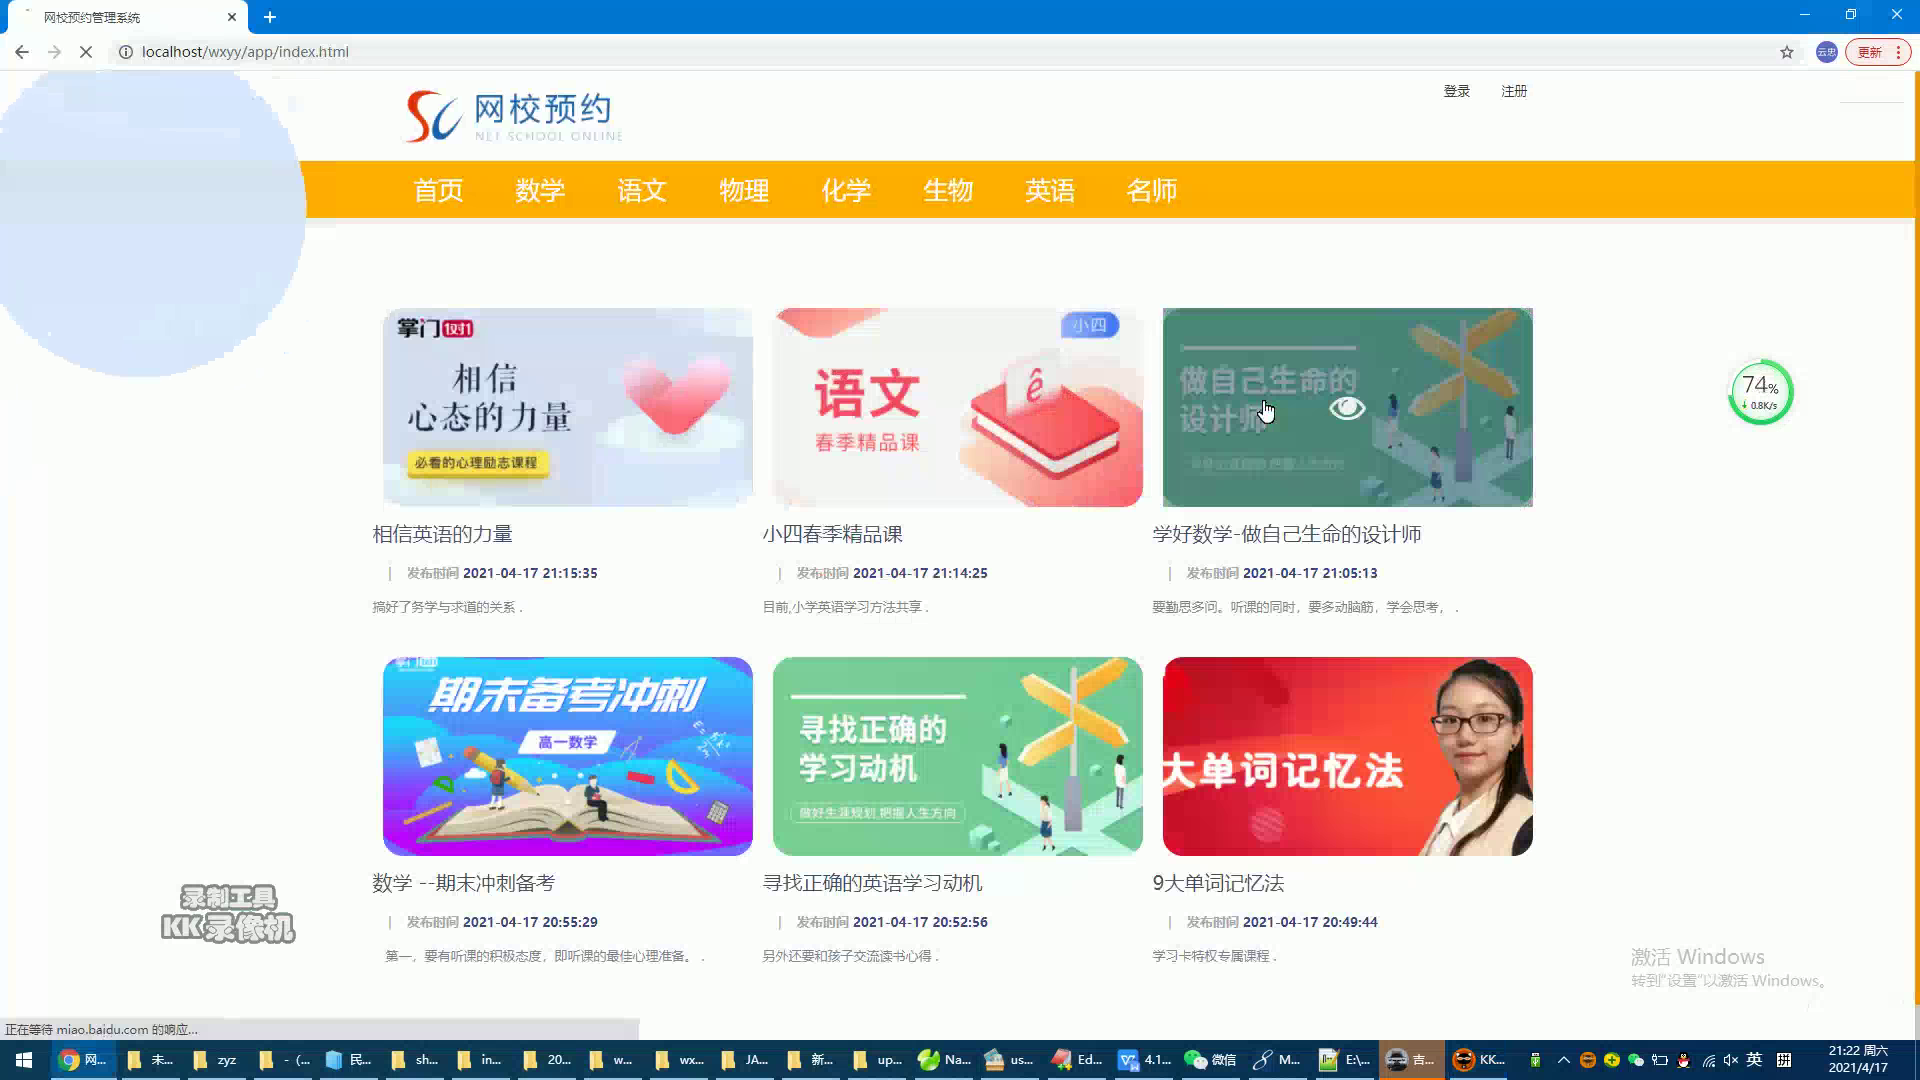 网校预约管理系统
localhost/wxyy/app/index.html
云忠
更新
网校预约
NET SCHOOL ONLINE
登录 注册
首页 数学 语文 物理 化学 生物 英语 名师
掌门1对1
相信
心态的力量
必看的心理励志课程
小四
语文
春季精品课
ê
做自己生命的
设计师
74%
0.8K/s
相信英语的力量
小四春季精品课
学好数学-做自己生命的设计师
发布时间 2021-04-17 21:15:35
发布时间 2021-04-17 21:14:25
发布时间 2021-04-17 21:05:13
搞好了务学与求道的关系 .
目前,小学英语学习方法共享 .
要勤思多问。听课的同时，要多动脑筋，学会思考， .
期末备考冲刺
高一数学
寻找正确的
学习动机
做好生涯规划,把握人生方向
大单词记忆法
数学 --期末冲刺备考
寻找正确的英语学习动机
9大单词记忆法
发布时间 2021-04-17 20:55:29
发布时间 2021-04-17 20:52:56
发布时间 2021-04-17 20:49:44
第一，要有听课的积极态度，即听课的最佳心理准备。 .
另外还要和孩子交流读书心得 .
学习卡特权专属课程 .
录制工具
KK录像机
激活 Windows
转到"设置"以激活 Windows。
正在等待 miao.baidu.com 的响应...
网... 未... zyz - (... 民... sh... in... 20... w... wx... JA... 新... up... Na... us... Ed... 4.1... 微信 M... E:\... 吉... KK... 英 拼
21:22 周六
2021/4/17